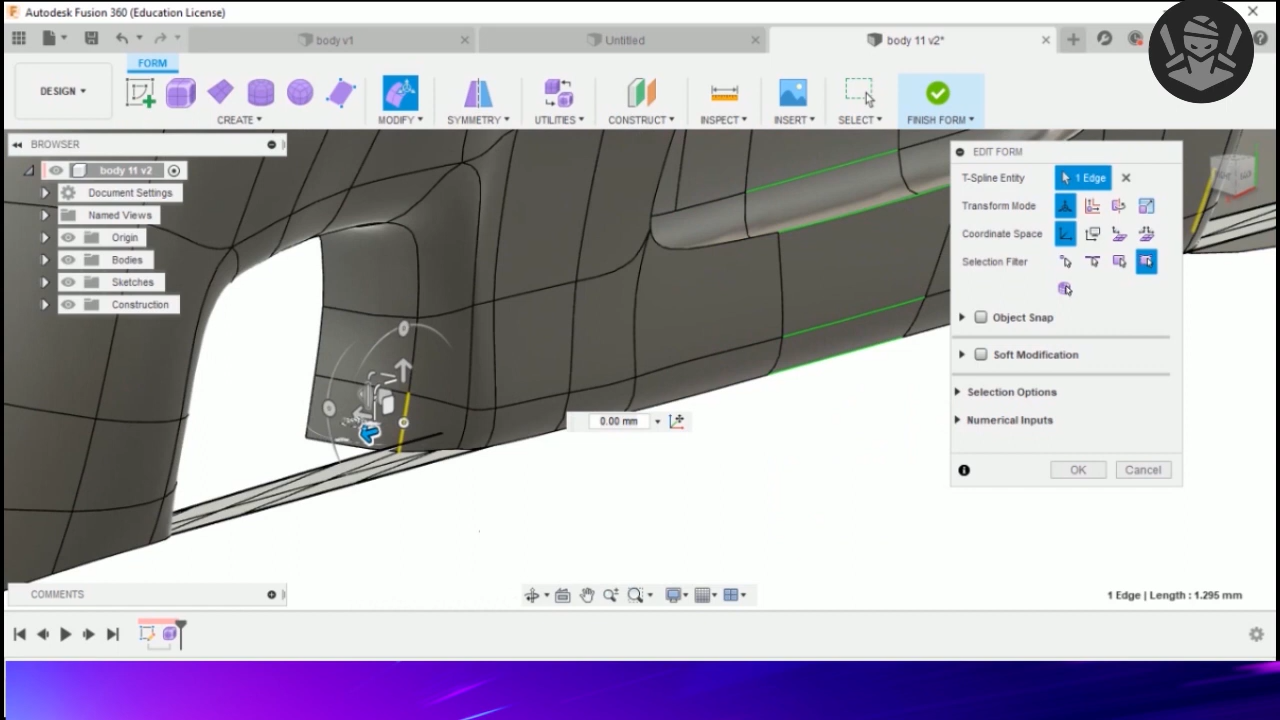 Autodesk Fusion 360 (Education License)
body v1
Untitled
body 11 v2*
FORM
DESIGN
CREATE
MODIFY
SYMMETRY
UTILITIES
CONSTRUCT
INSPECT
INSERT
SELECT
FINISH FORM
BROWSER
body 11 v2
Document Settings
Named Views
Origin
Bodies
Sketches
Construction
EDIT FORM
T-Spline Entity
1 Edge
Transform Mode
Coordinate Space
Selection Filter
Object Snap
Soft Modification
Selection Options
Numerical Inputs
OK
Cancel
0.00 mm
COMMENTS
1 Edge | Length : 1.295 mm